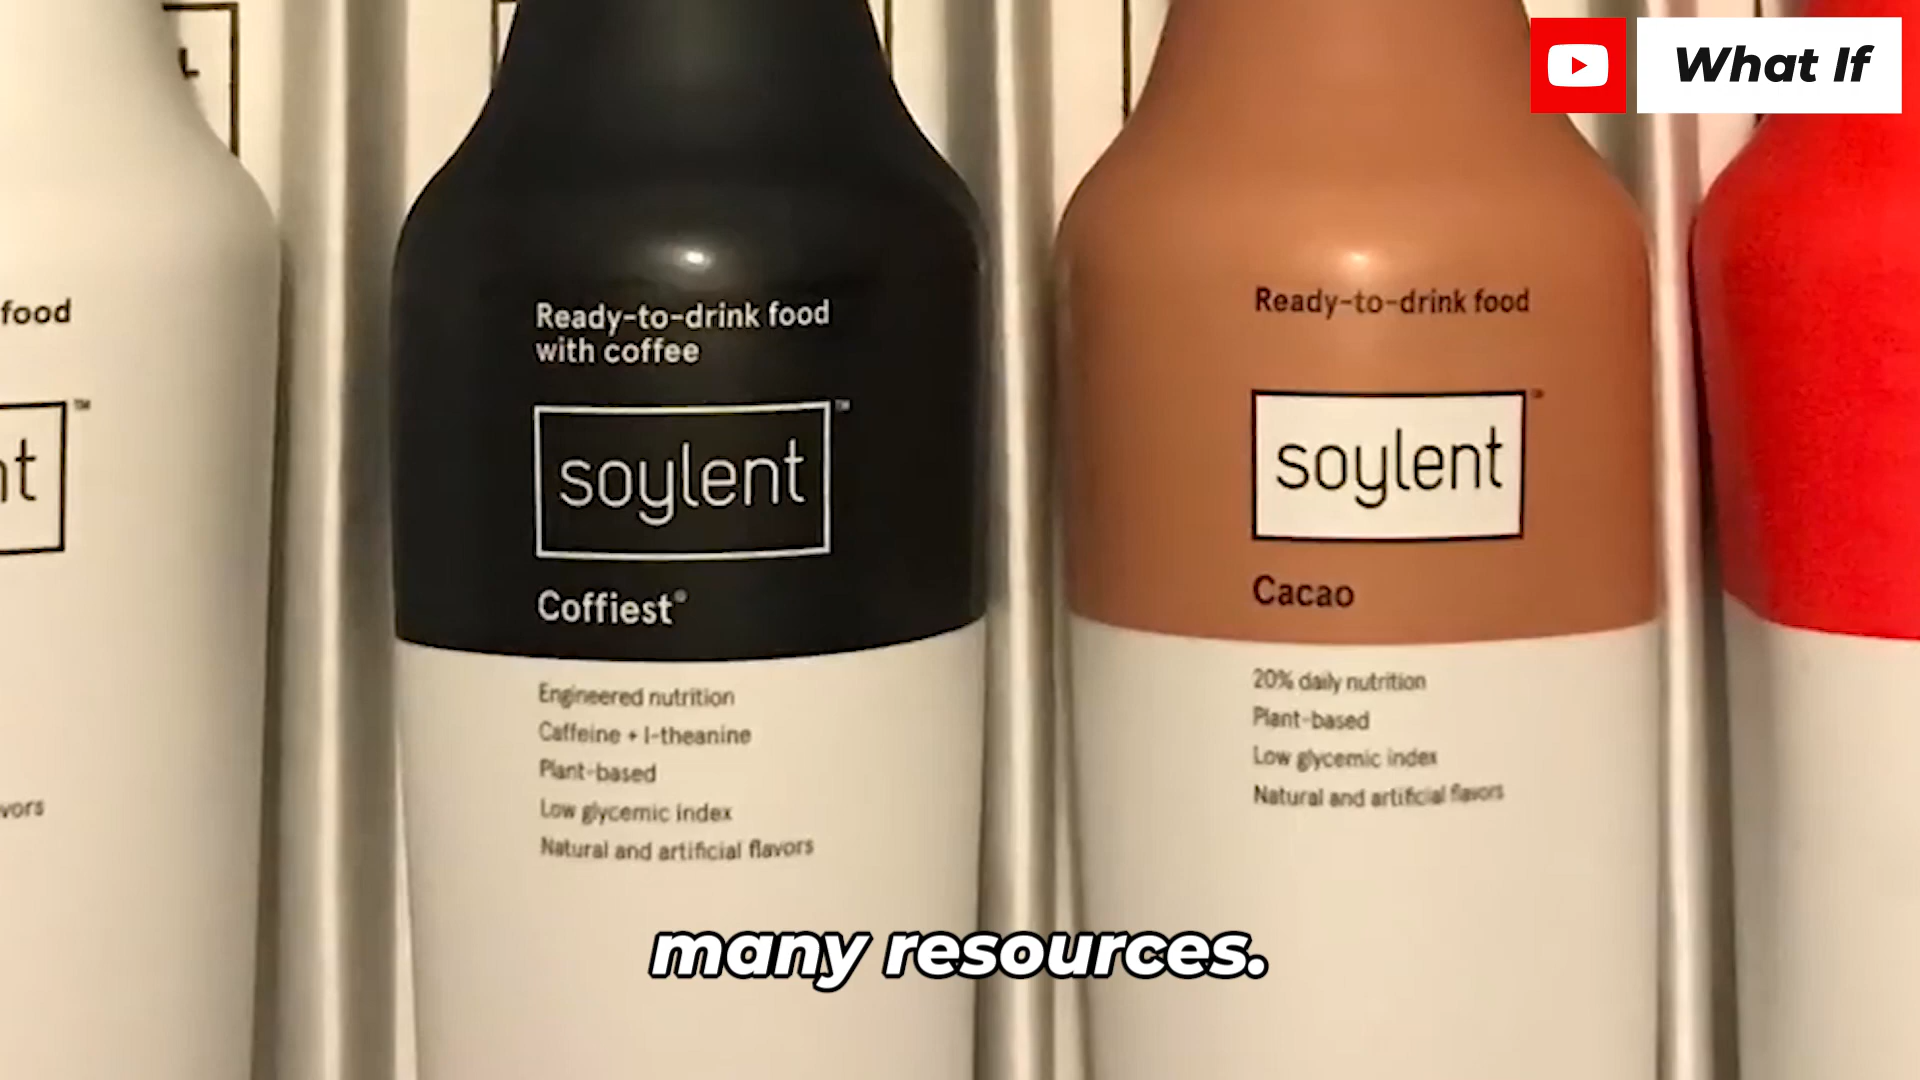 What If
L
food
nt
TM
vors
Ready-to-drink food
with coffee
soylent
TM
Coffiest®
Engineered nutrition
Caffeine + l-theanine
Plant-based
Low glycemic index
Natural and artificial flavors
Ready-to-drink food
soylent
Cacao
20% daily nutrition
Plant-based
Low glycemic index
Natural and artificial flavors
many resources.